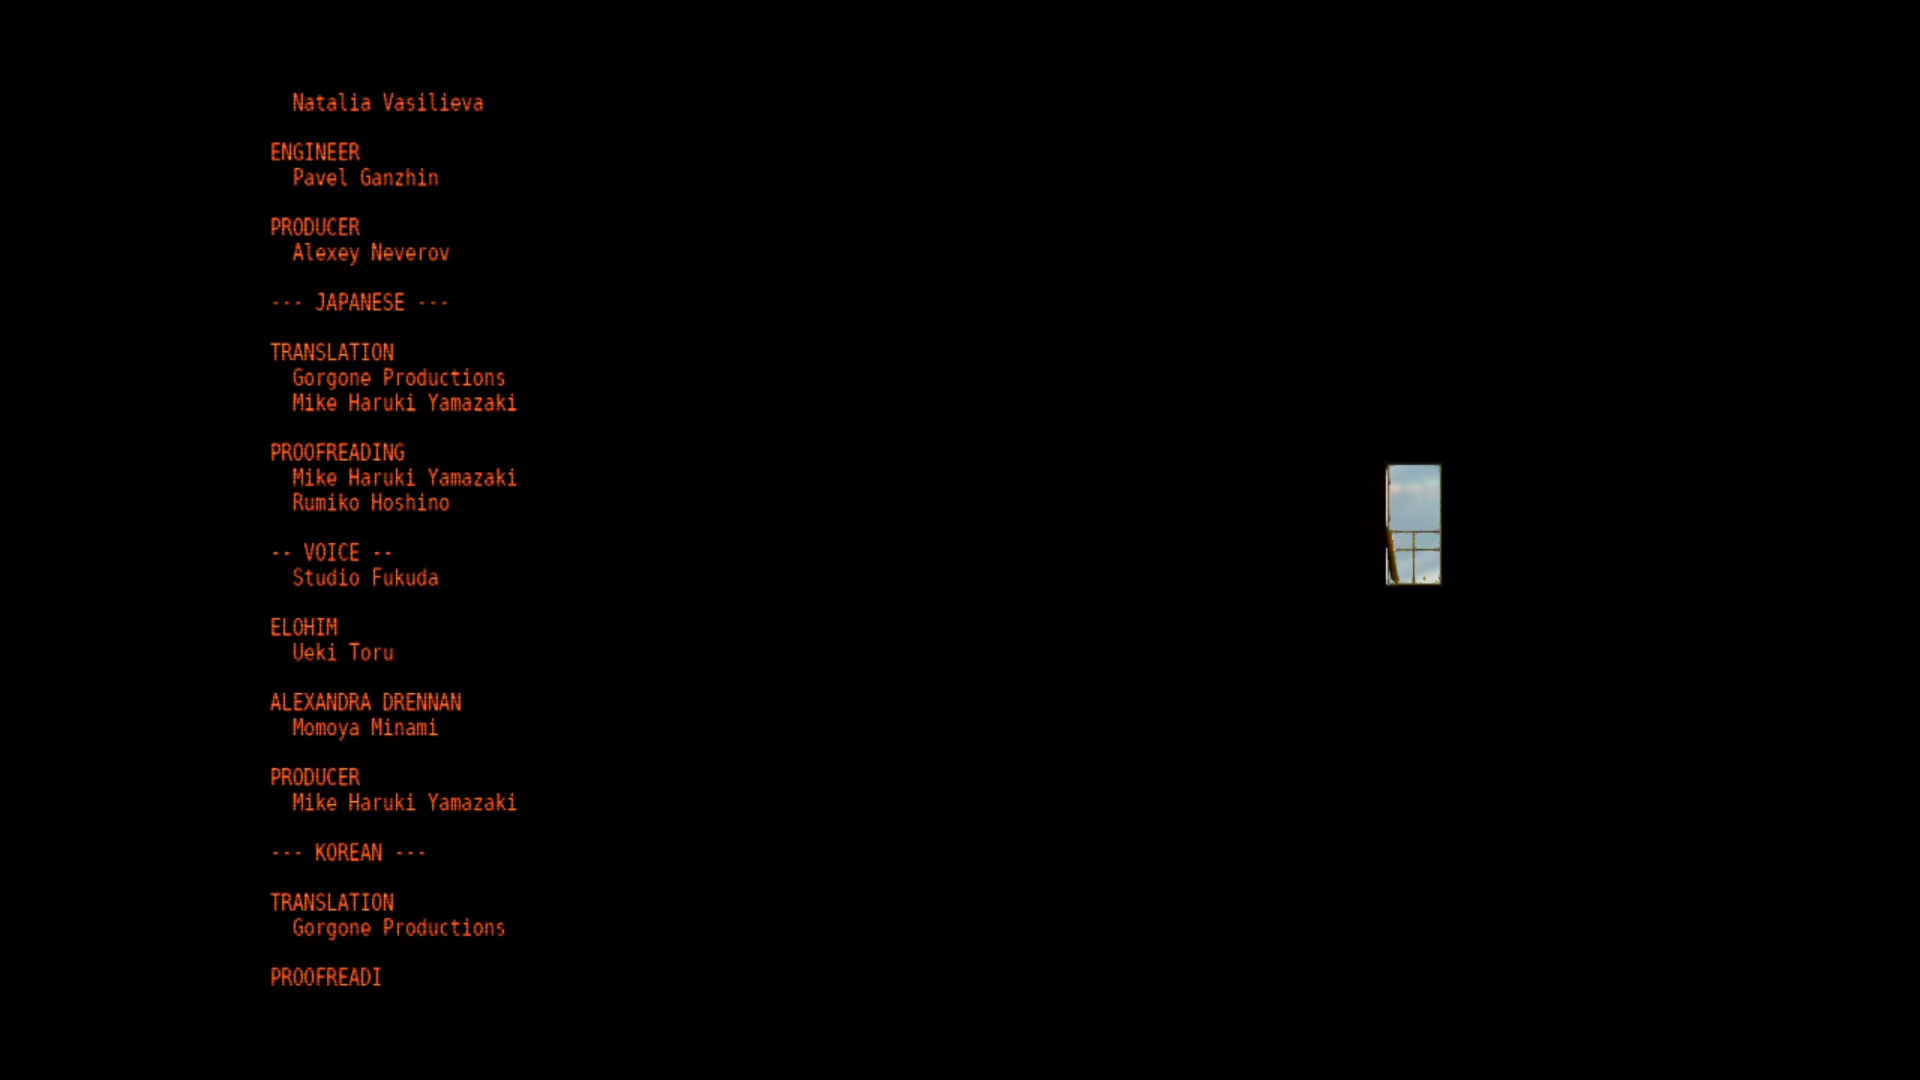 Natalia Vasilieva
ENGINEER
Pavel Ganzhin
PRODUCER
Alexey Neverov
--- JAPANESE ---
TRANSLATION
Gorgone Productions
Mike Haruki Yamazaki
PROOFREADING
Mike Haruki Yamazaki
Rumiko Hoshino
-- VOICE --
Studio Fukuda
ELOHIM
Ueki Toru
ALEXANDRA DRENNAN
Momoya Minami
PRODUCER
Mike Haruki Yamazaki
--- KOREAN ---
TRANSLATION
Gorgone Productions
PROOFREADI